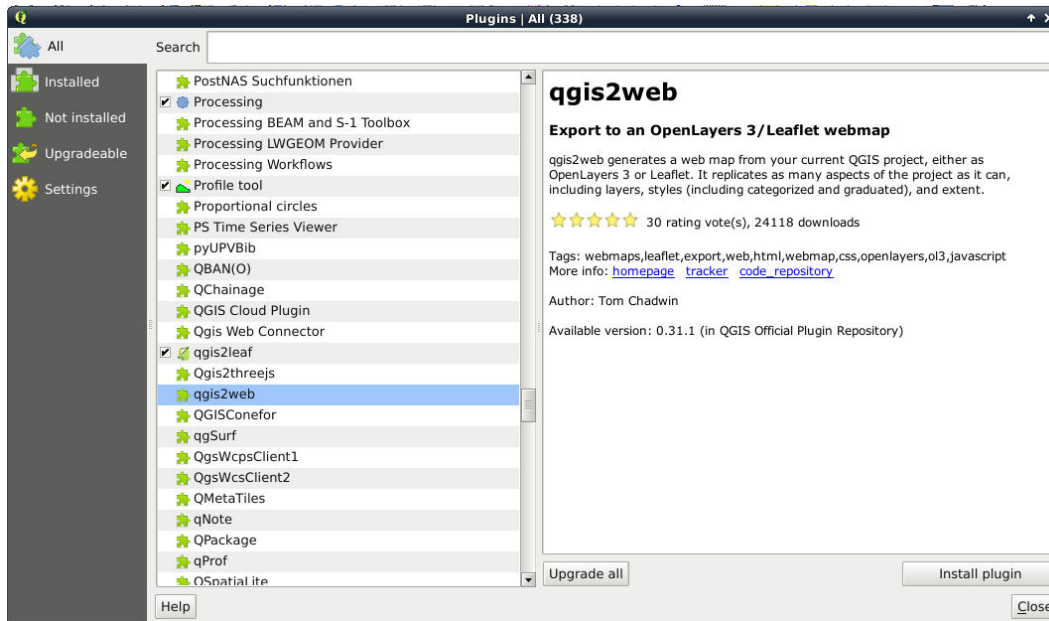 Plugins | All (338)
All
Installed
Not installed
Upgradeable
Settings
Search
PostNAS Suchfunktionen
Processing
Processing BEAM and S-1 Toolbox
Processing LWGEOM Provider
Processing Workflows
Profile tool
Proportional circles
PS Time Series Viewer
pyUPVBib
QBAN(O)
QChainage
QGIS Cloud Plugin
Qgis Web Connector
qgis2leaf
Qgis2threejs
qgis2web
QGISConefor
qgSurf
QgsWcpsClient1
QgsWcsClient2
QMetaTiles
qNote
QPackage
qProf
QSpatiaLite
qgis2web
Export to an OpenLayers 3/Leaflet webmap
qgis2web generates a web map from your current QGIS project, either as
OpenLayers 3 or Leaflet. It replicates as many aspects of the project as it can,
including layers, styles (including categorized and graduated), and extent.
30 rating vote(s), 24118 downloads
Tags: webmaps,leaflet,export,web,html,webmap,css,openlayers,ol3,javascript
More info: homepage tracker code_repository
Author: Tom Chadwin
Available version: 0.31.1 (in QGIS Official Plugin Repository)
Upgrade all
Install plugin
Help
Close